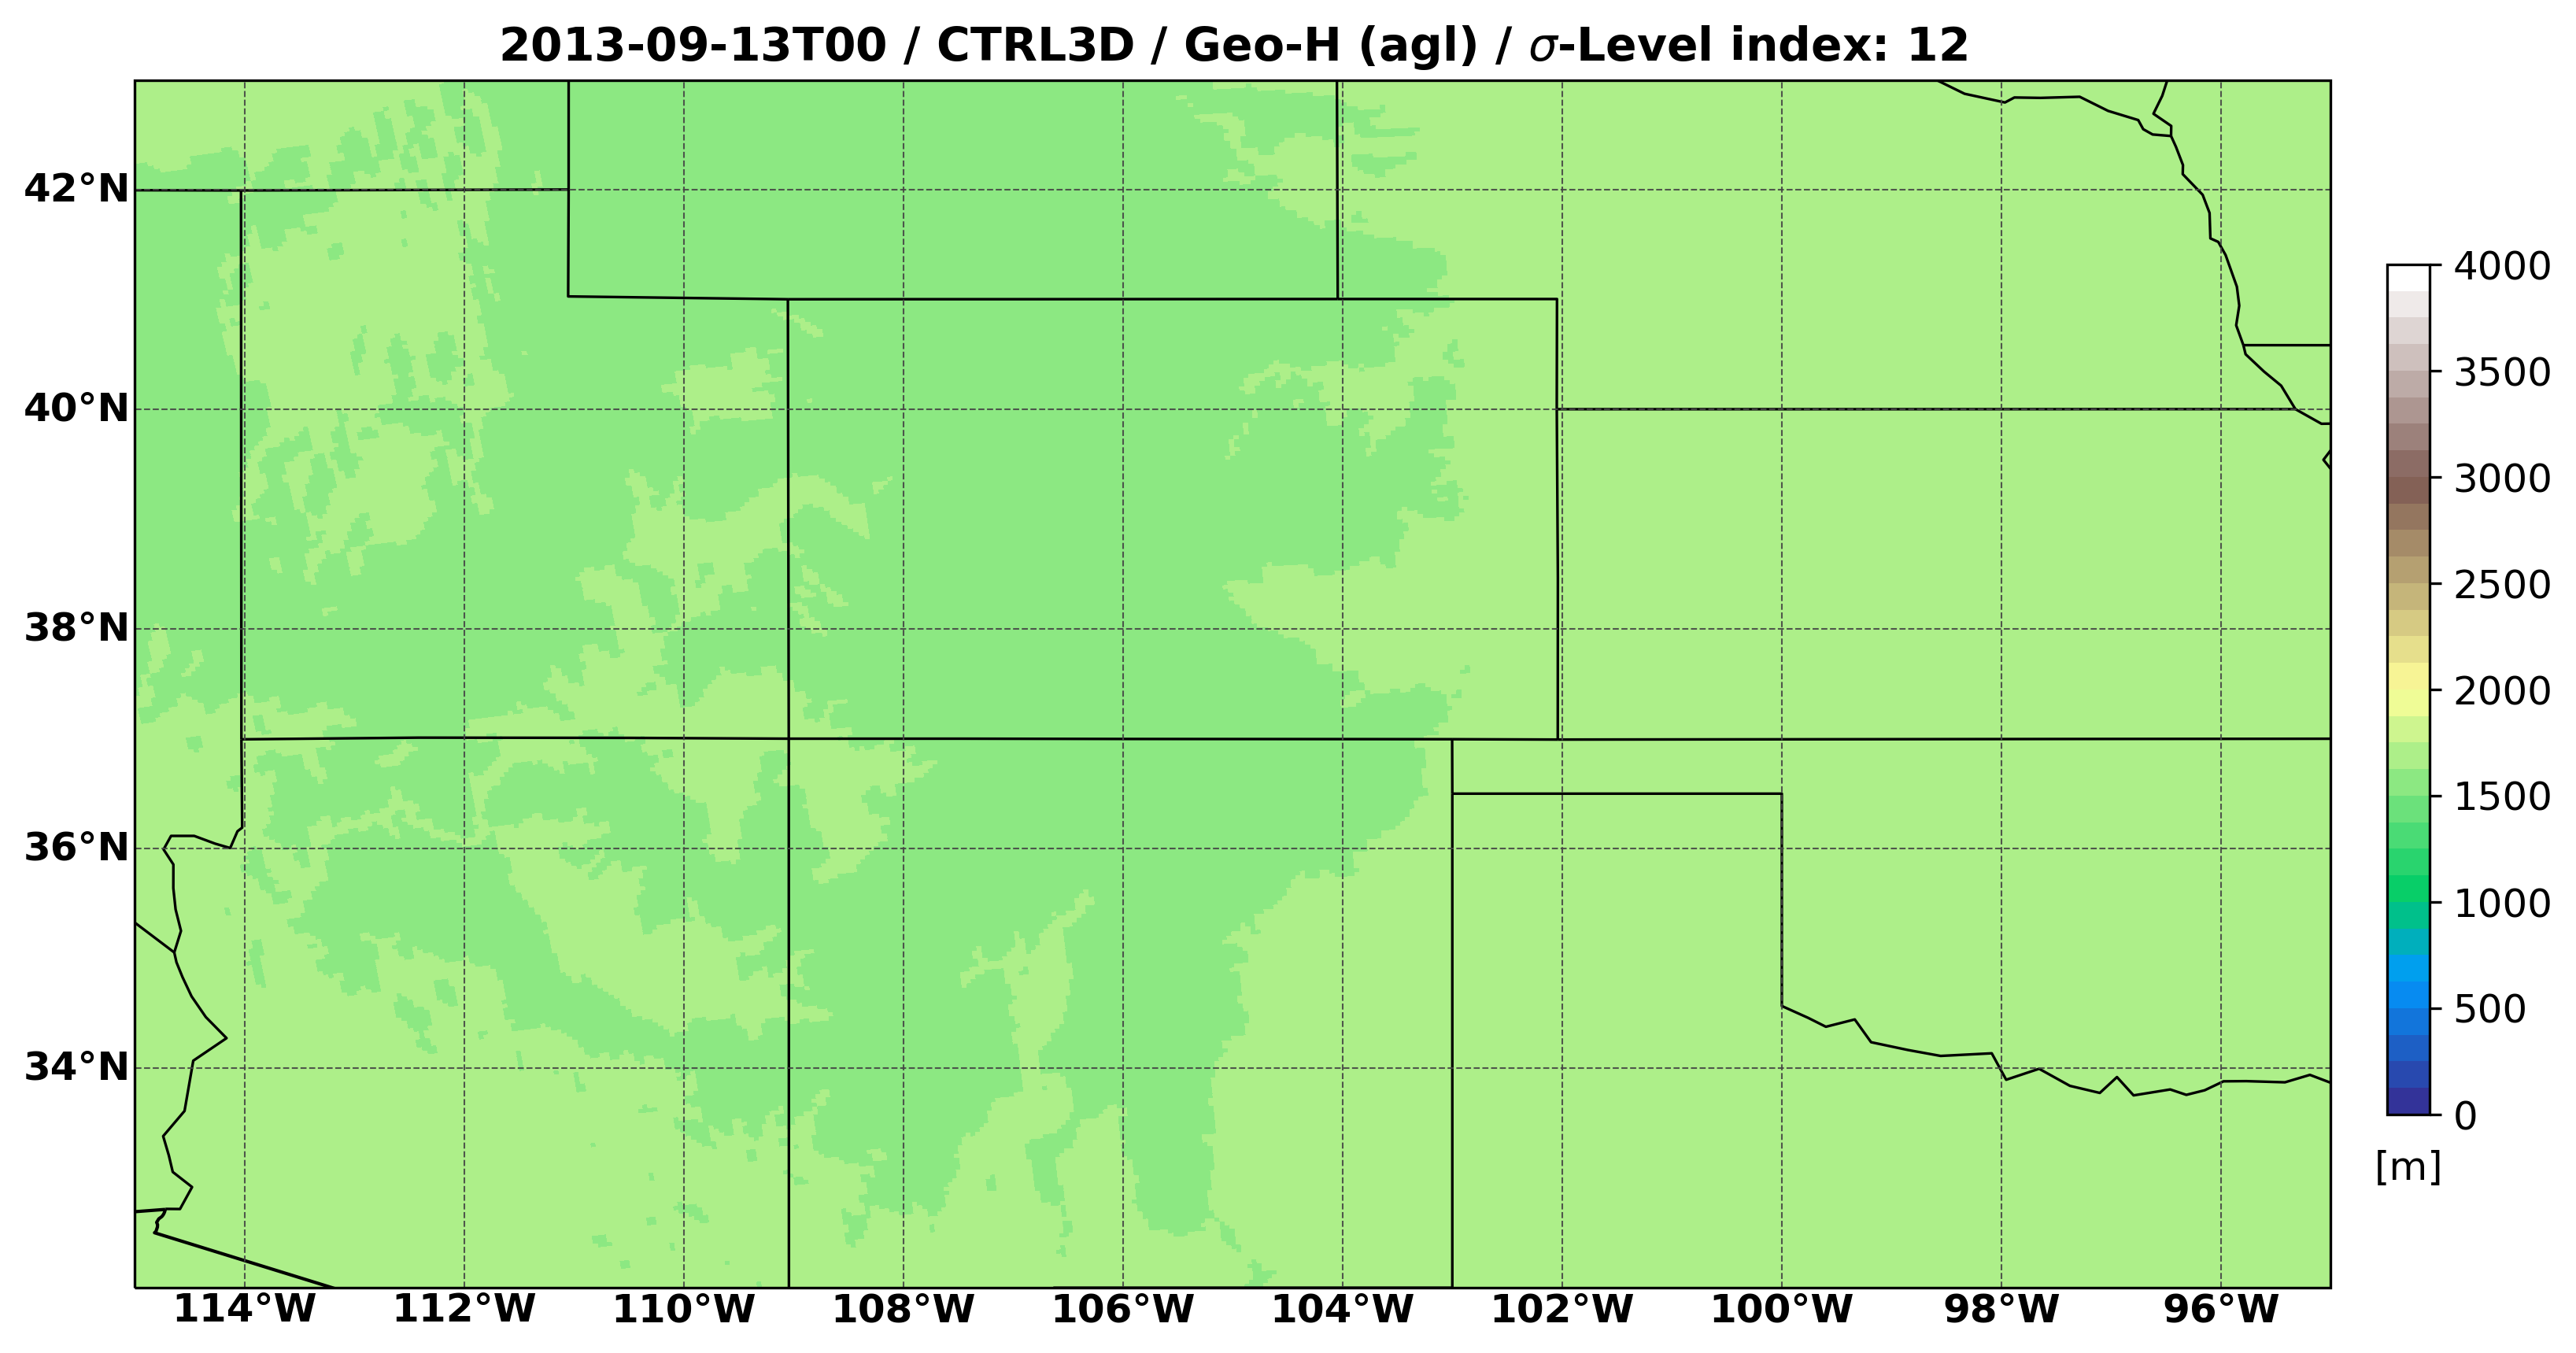 2013-09-13T00 / CTRL3D / Geo-H (agl) / σ-Level index: 12
42°N
40°N
38°N
36°N
34°N
114°W 112°W 110°W 108°W 106°W 104°W 102°W 100°W 98°W 96°W
4000
3500
3000
2500
2000
1500
1000
500
0
[m]